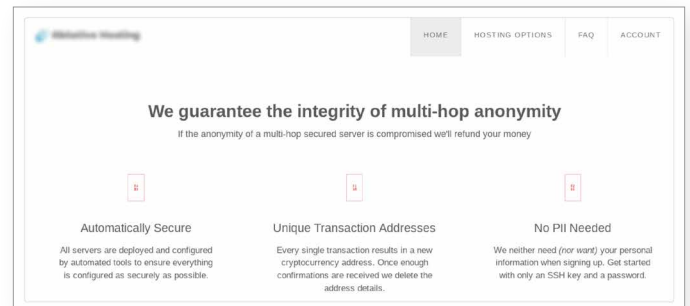 HOME HOSTING OPTIONS FAQ ACCOUNT
We guarantee the integrity of multi-hop anonymity
If the anonymity of a multi-hop secured server is compromised we'll refund your money
Automatically Secure
All servers are deployed and configured
by automated tools to ensure everything
is configured as securely as possible.
Unique Transaction Addresses
Every single transaction results in a new
cryptocurrency address. Once enough
confirmations are received we delete the
address details.
No PII Needed
We neither need (nor want) your personal
information when signing up. Get started
with only an SSH key and a password.